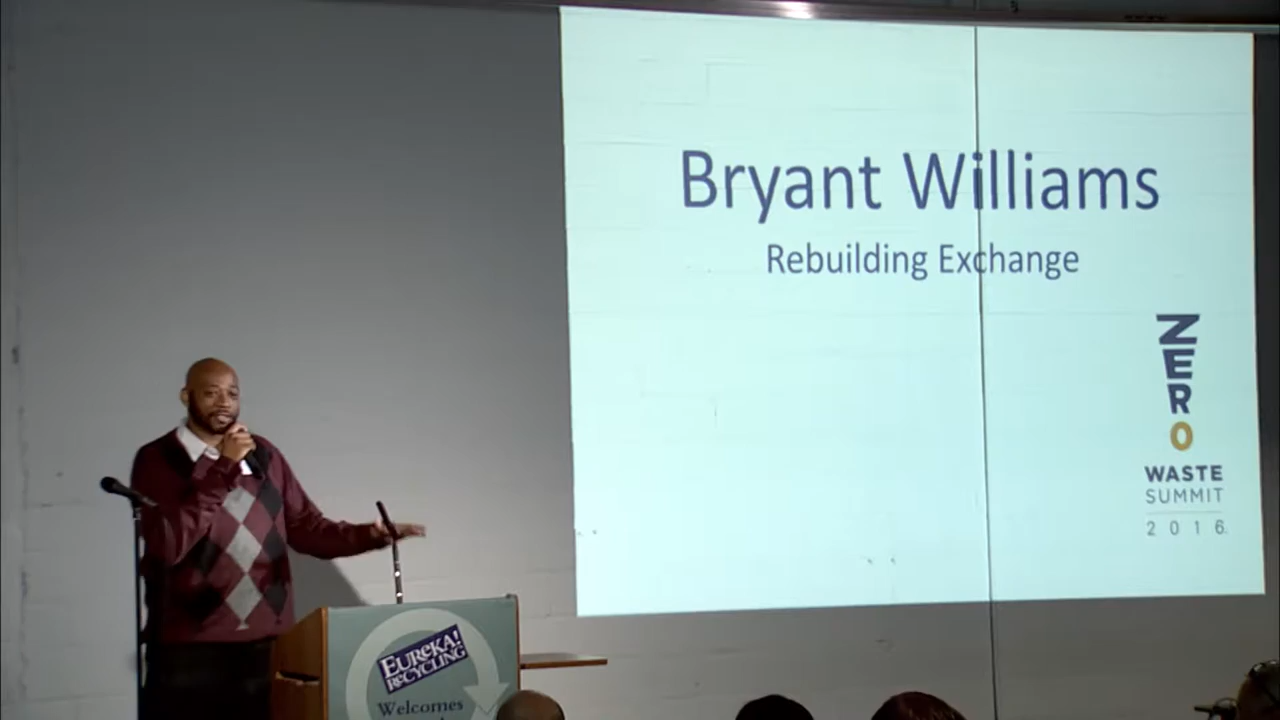 Bryant Williams
Rebuilding Exchange
ZERO
WASTE
SUMMIT
2016
EUREKA!
RECYCLING
Welcomes